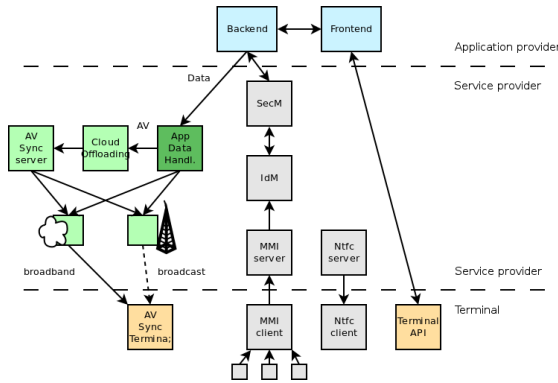 Backend
Frontend
Application provider
Data
Service provider
SecM
AV
AV
Sync
server
Cloud
Offloading
App
Data
Handl.
IdM
MMI
server
Ntfc
server
broadband
broadcast
Service provider
Terminal
AV
Sync
Termina;
MMI
client
Ntfc
client
Terminal
API